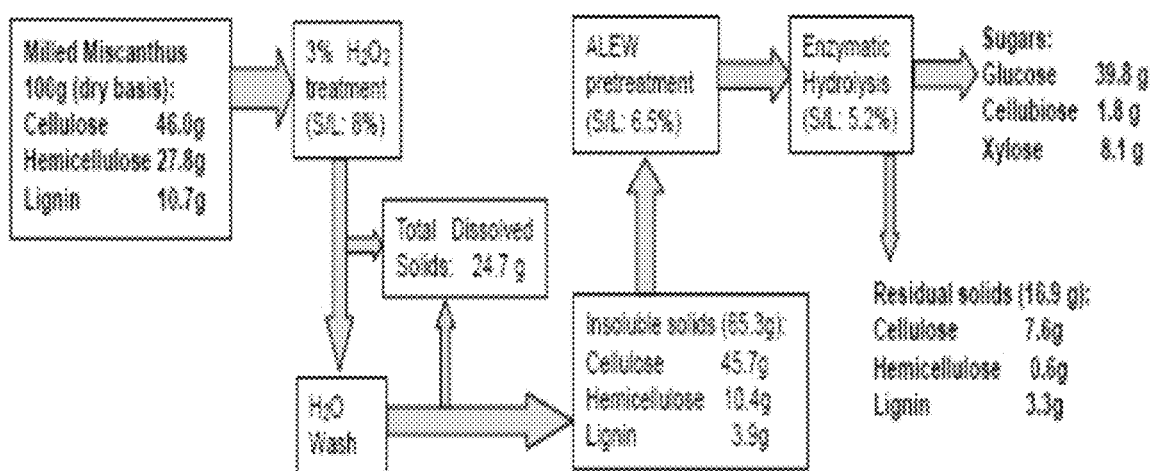 Milled Miscanthus
100g (dry basis):
Cellulose 46.8g
Hemicellulose 27.8g
Lignin 10.7g
3% H₂O₂
treatment
(S/L: 8%)
Total Dissolved
Solids: 24.7 g
H₂O
Wash
Insoluble solids (65.3g):
Cellulose 45.7g
Hemicellulose 10.4g
Lignin 3.9g
ALEW
pretreatment
(S/L: 6.5%)
Enzymatic
Hydrolysis
(S/L: 5.2%)
Sugars:
Glucose 39.8 g
Cellubiose 1.8 g
Xylose 8.1 g
Residual solids (16.9 g):
Cellulose 7.6g
Hemicellulose 0.6g
Lignin 3.3g